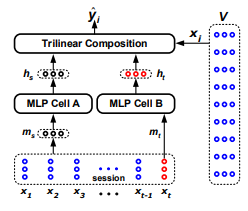 ŷᵢ
Trilinear Composition
xᵢ
V
hₛ
hₜ
MLP Cell A
MLP Cell B
mₛ
mₜ
session
x₁ x₂ x₃ ... xₜ₋₁ xₜ